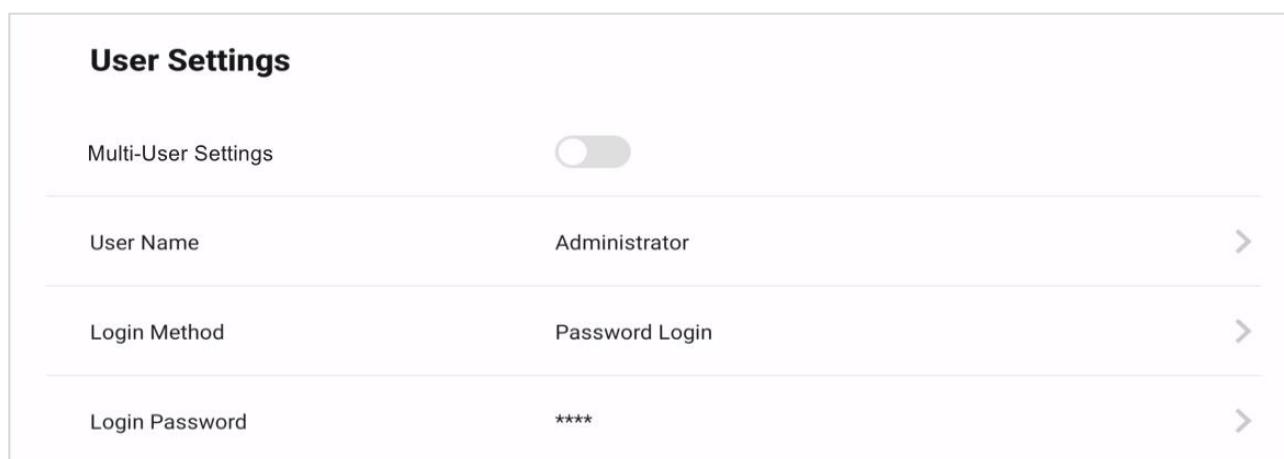 User Settings
Multi-User Settings
User Name Administrator
Login Method Password Login
Login Password ****